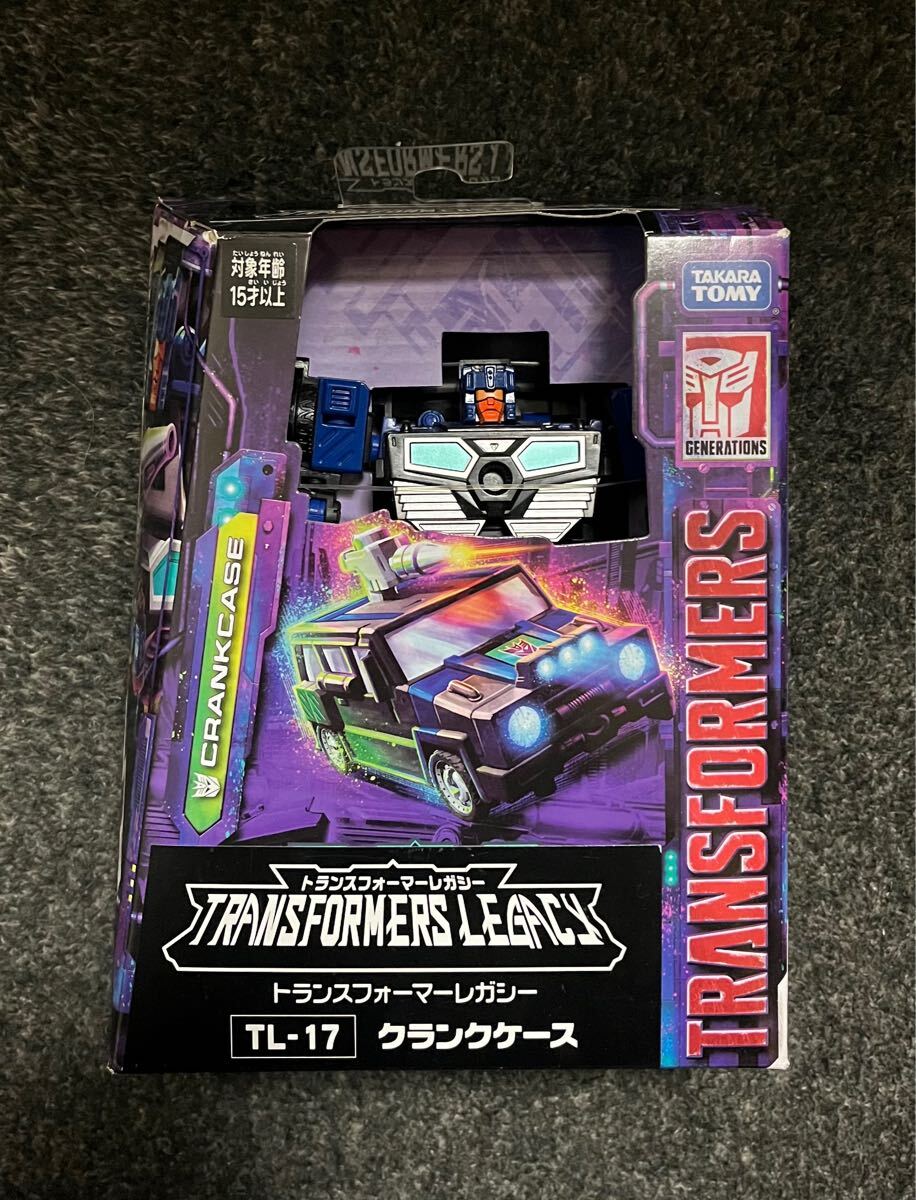 NSFORMERS T
たいしょうねんれい
対象年齢
さいいじょう
15才以上
TAKARA
TOMY
®
GENERATIONS
CRANKCASE
TRANSFORMERS
トランスフォーマーレガシー
TRANSFORMERS LEGACY
トランスフォーマーレガシー
TL-17 クランクケース